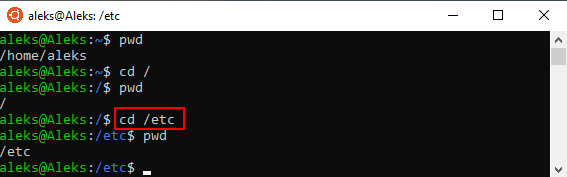 aleks@Aleks: /etc
aleks@Aleks:~$ pwd
/home/aleks
aleks@Aleks:~$ cd /
aleks@Aleks:/$ pwd
/
aleks@Aleks:/$ cd /etc
aleks@Aleks:/etc$ pwd
/etc
aleks@Aleks:/etc$